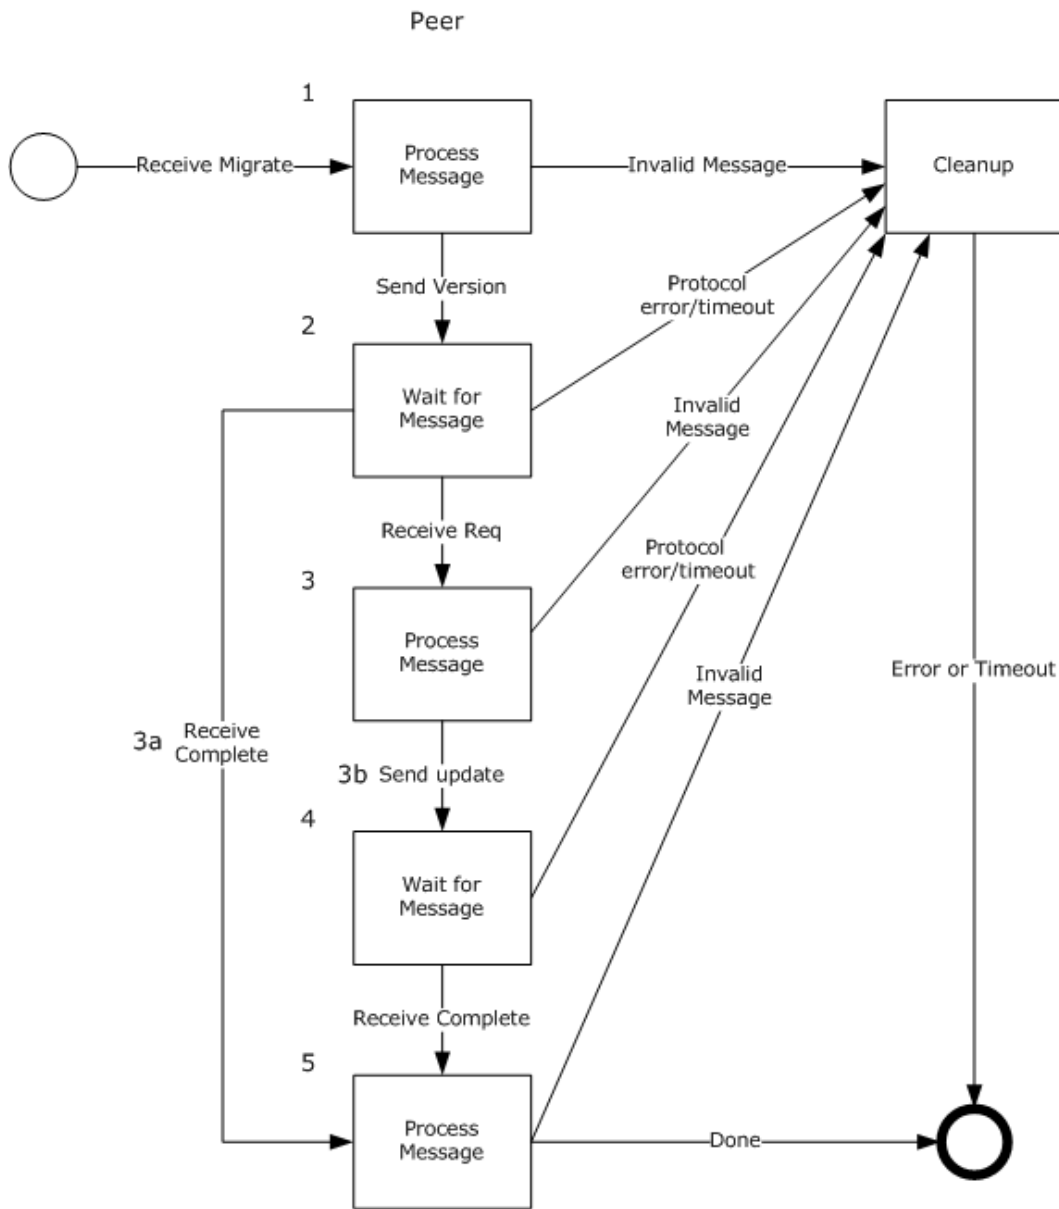 Peer
1
Receive Migrate
Process
Message
Invalid Message
Cleanup
Send Version
Protocol
error/timeout
2
Wait for
Message
Invalid
Message
Receive Req
Protocol
error/timeout
3
Process
Message
Invalid
Message
Error or Timeout
3a
Receive
Complete
3b
Send update
4
Wait for
Message
Receive Complete
5
Process
Message
Done